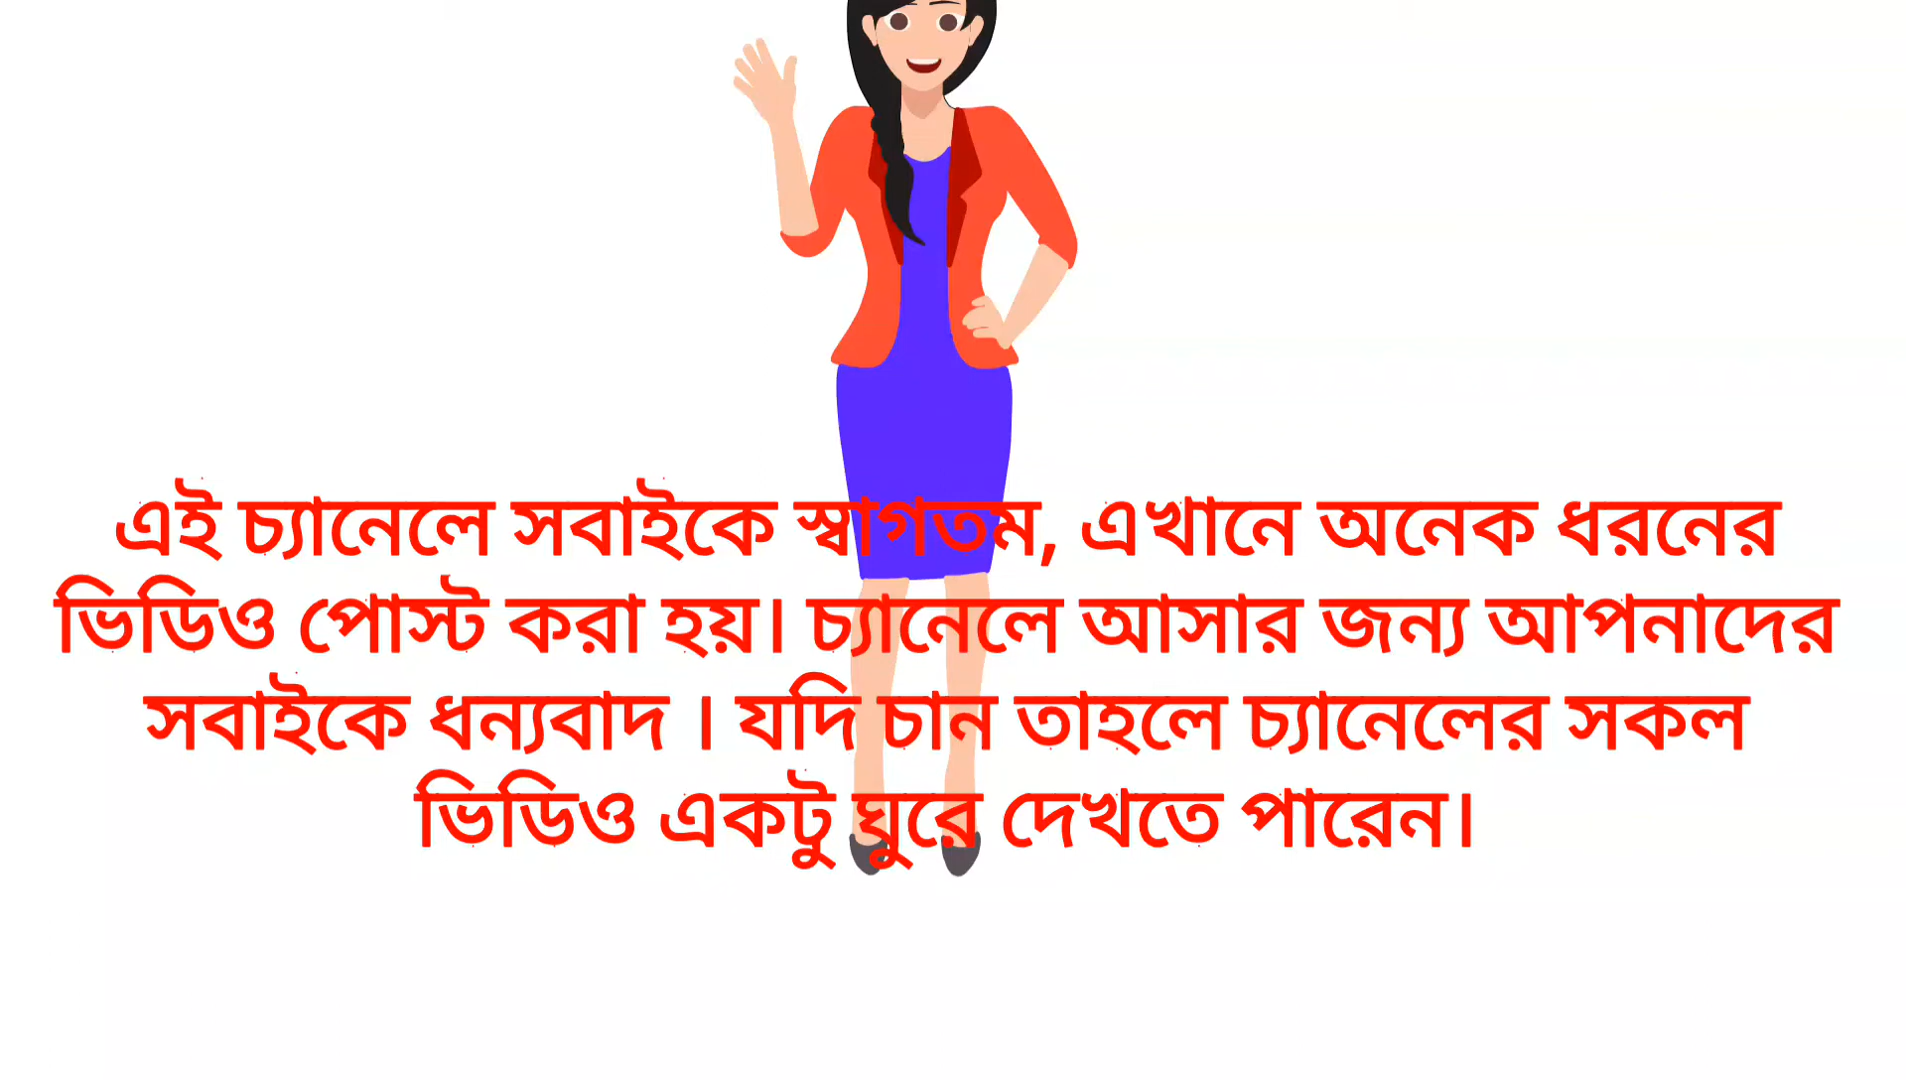 এই চ্যানেলে সবাইকে স্বাগতম, এখানে অনেক ধরনের
ভিডিও পোস্ট করা হয়। চ্যানেলে আসার জন্য আপনাদের
সবাইকে ধন্যবাদ । যদি চান তাহলে চ্যানেলের সকল
ভিডিও একটু ঘুরে দেখতে পারেন।